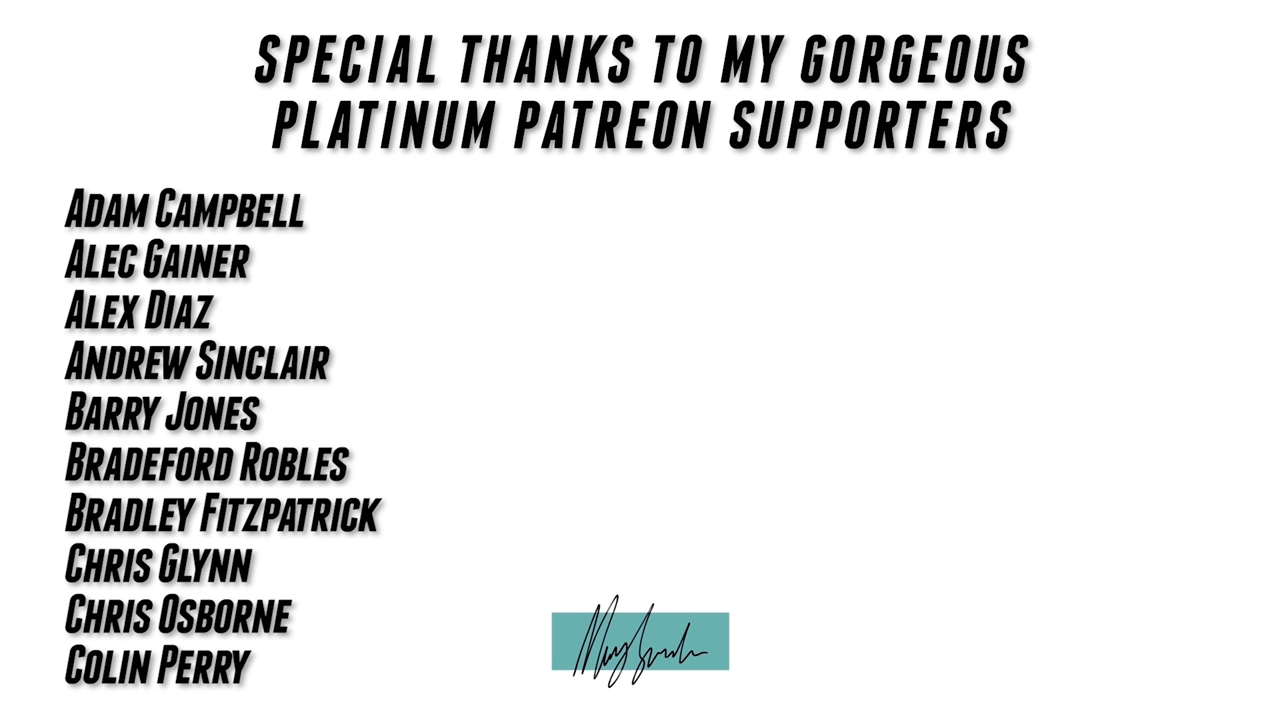 SPECIAL THANKS TO MY GORGEOUS
PLATINUM PATREON SUPPORTERS
ADAM CAMPBELL
ALEC GAINER
ALEX DIAZ
ANDREW SINCLAIR
BARRY JONES
BRADEFORD ROBLES
BRADLEY FITZPATRICK
CHRIS GLYNN
CHRIS OSBORNE
COLIN PERRY